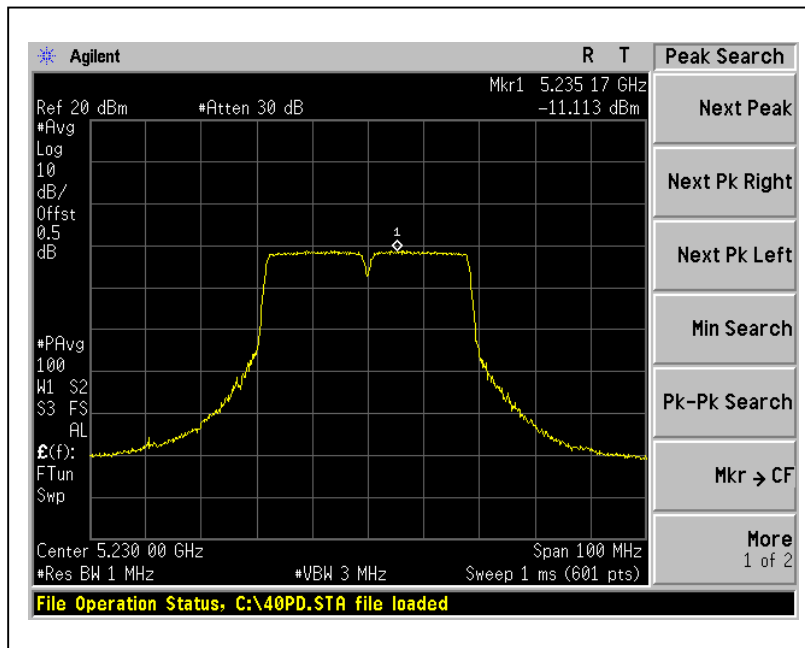 Agilent R T
Mkr1 5.235 17 GHz
Ref 20 dBm #Atten 30 dB -11.113 dBm
#Avg
Log
10
dB/
Offst
0.5
dB
1
#PAvg
100
W1 S2
S3 FS
AL
£(f):
FTun
Swp
Center 5.230 00 GHz Span 100 MHz
#Res BW 1 MHz #VBW 3 MHz Sweep 1 ms (601 pts)
File Operation Status, C:\40PD.STA file loaded
Peak Search
Next Peak
Next Pk Right
Next Pk Left
Min Search
Pk-Pk Search
Mkr → CF
More
1 of 2